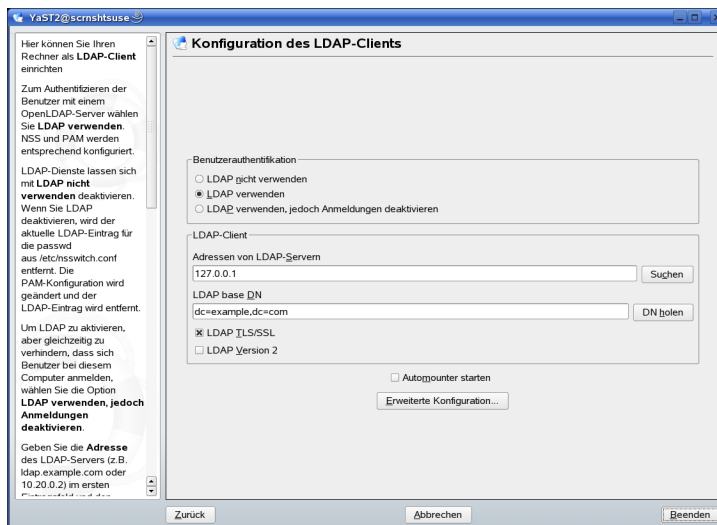 YaST2@scrnshtsuse
Hier können Sie Ihren
Rechner als LDAP-Client
einrichten
Zum Authentifizieren der
Benutzer mit einem
OpenLDAP-Server wählen
Sie LDAP verwenden.
NSS und PAM werden
entsprechend konfiguriert.
LDAP-Dienste lassen sich
mit LDAP nicht
verwenden deaktivieren.
Wenn Sie LDAP
deaktivieren, wird der
aktuelle LDAP-Eintrag für
die passwd
aus /etc/nsswitch.conf
entfernt. Die
PAM-Konfiguration wird
geändert und der
LDAP-Eintrag wird entfernt.
Um LDAP zu aktivieren,
aber gleichzeitig zu
verhindern, dass sich
Benutzer bei diesem
Computer anmelden,
wählen Sie die Option
LDAP verwenden, jedoch
Anmeldungen
deaktivieren.
Geben Sie die Adresse
des LDAP-Servers (z.B.
ldap.example.com oder
10.20.0.2) im ersten
Konfiguration des LDAP-Clients
Benutzerauthentifikation
LDAP nicht verwenden
LDAP verwenden
LDAP verwenden, jedoch Anmeldungen deaktivieren
LDAP-Client
Adressen von LDAP-Servern
127.0.0.1 Suchen
LDAP base DN
dc=example,dc=com DN holen
LDAP TLS/SSL
LDAP Version 2
Automounter starten
Erweiterte Konfiguration...
Zurück Abbrechen Beenden